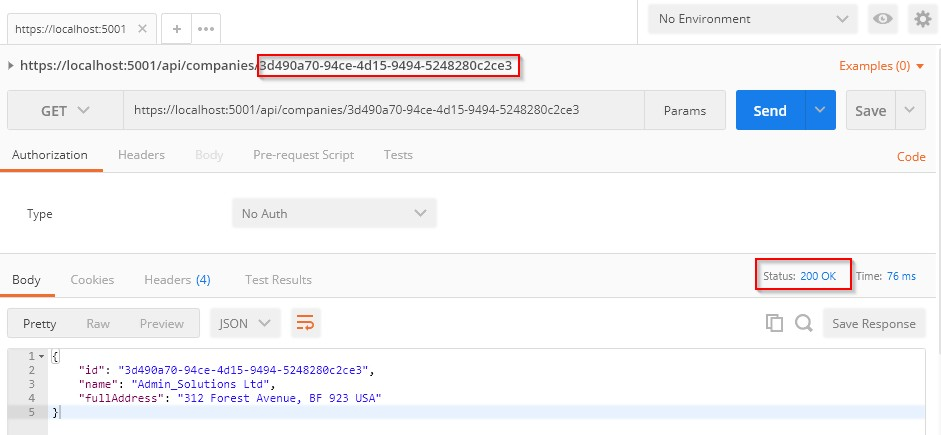 https://localhost:5001 × + ••• No Environment
https://localhost:5001/api/companies/3d490a70-94ce-4d15-9494-5248280c2ce3 Examples (0)
GET https://localhost:5001/api/companies/3d490a70-94ce-4d15-9494-5248280c2ce3 Params Send Save
Authorization Headers Body Pre-request Script Tests Code
Type No Auth
Body Cookies Headers (4) Test Results Status: 200 OK Time: 76 ms
Pretty Raw Preview JSON Save Response
1 {
2 "id": "3d490a70-94ce-4d15-9494-5248280c2ce3",
3 "name": "Admin_Solutions Ltd",
4 "fullAddress": "312 Forest Avenue, BF 923 USA"
5 }